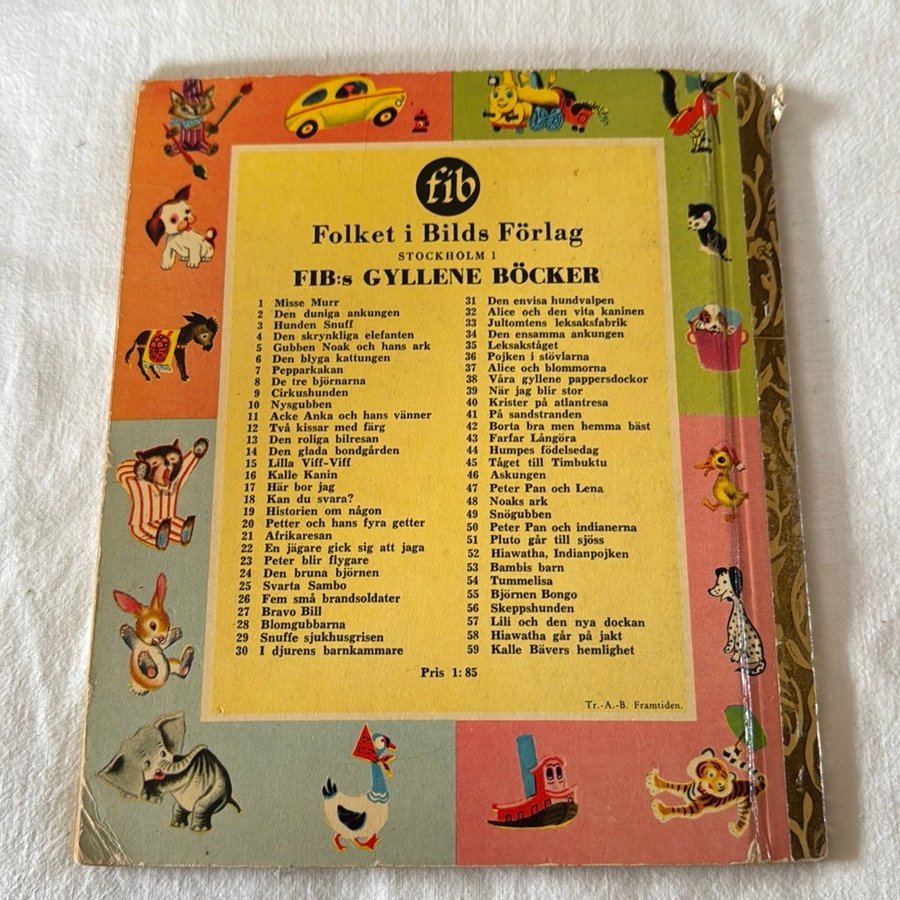 fib
Folket i Bilds Förlag
STOCKHOLM 1
FIB:s GYLLENE BÖCKER
1 Misse Murr
2 Den duniga ankungen
3 Hunden Snuff
4 Den skrynkliga elefanten
5 Gubben Noak och hans ark
6 Den blyga kattungen
7 Pepparkakan
8 De tre björnarna
9 Cirkushunden
10 Nysgubben
11 Acke Anka och hans vänner
12 Två kissar med färg
13 Den roliga bilresan
14 Den glada bondgården
15 Lilla Viff-Viff
16 Kalle Kanin
17 Här bor jag
18 Kan du svara?
19 Historien om någon
20 Petter och hans fyra getter
21 Afrikaresan
22 En jägare gick sig att jaga
23 Peter blir flygare
24 Den bruna björnen
25 Svarta Sambo
26 Fem små brandsoldater
27 Bravo Bill
28 Blomgubbarna
29 Snuffe sjukhusgrisen
30 I djurens barnkammare
31 Den envisa hundvalpen
32 Alice och den vita kaninen
33 Jultomtens leksaksfabrik
34 Den ensamma ankungen
35 Leksakståget
36 Pojken i stövlarna
37 Alice och blommorna
38 Våra gyllene pappersdockor
39 När jag blir stor
40 Krister på atlantresa
41 På sandstranden
42 Borta bra men hemma bäst
43 Farfar Långöra
44 Humpes födelsedag
45 Tåget till Timbuktu
46 Askungen
47 Peter Pan och Lena
48 Noaks ark
49 Snögubben
50 Peter Pan och indianerna
51 Pluto går till sjöss
52 Hiawatha, Indianpojken
53 Bambis barn
54 Tummelisa
55 Björnen Bongo
56 Skeppshunden
57 Lili och den nya dockan
58 Hiawatha går på jakt
59 Kalle Bävers hemlighet
Pris 1:85
Tr.-A.-B. Framtiden.